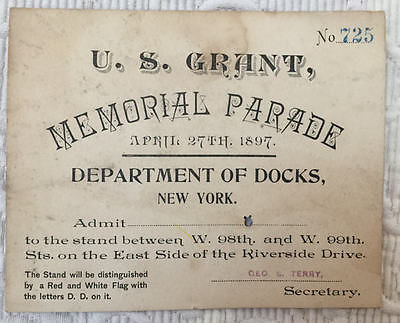 No. 725
U. S. GRANT,
MEMORIAL PARADE
APRIL 27TH. 1897.
DEPARTMENT OF DOCKS,
NEW YORK.
Admit
to the stand between W. 98th. and W. 99th.
Sts. on the East Side of the Riverside Drive.
The Stand will be distinguished
by a Red and White Flag with
the letters D. D. on it.
GEO. S. TERRY,
Secretary.